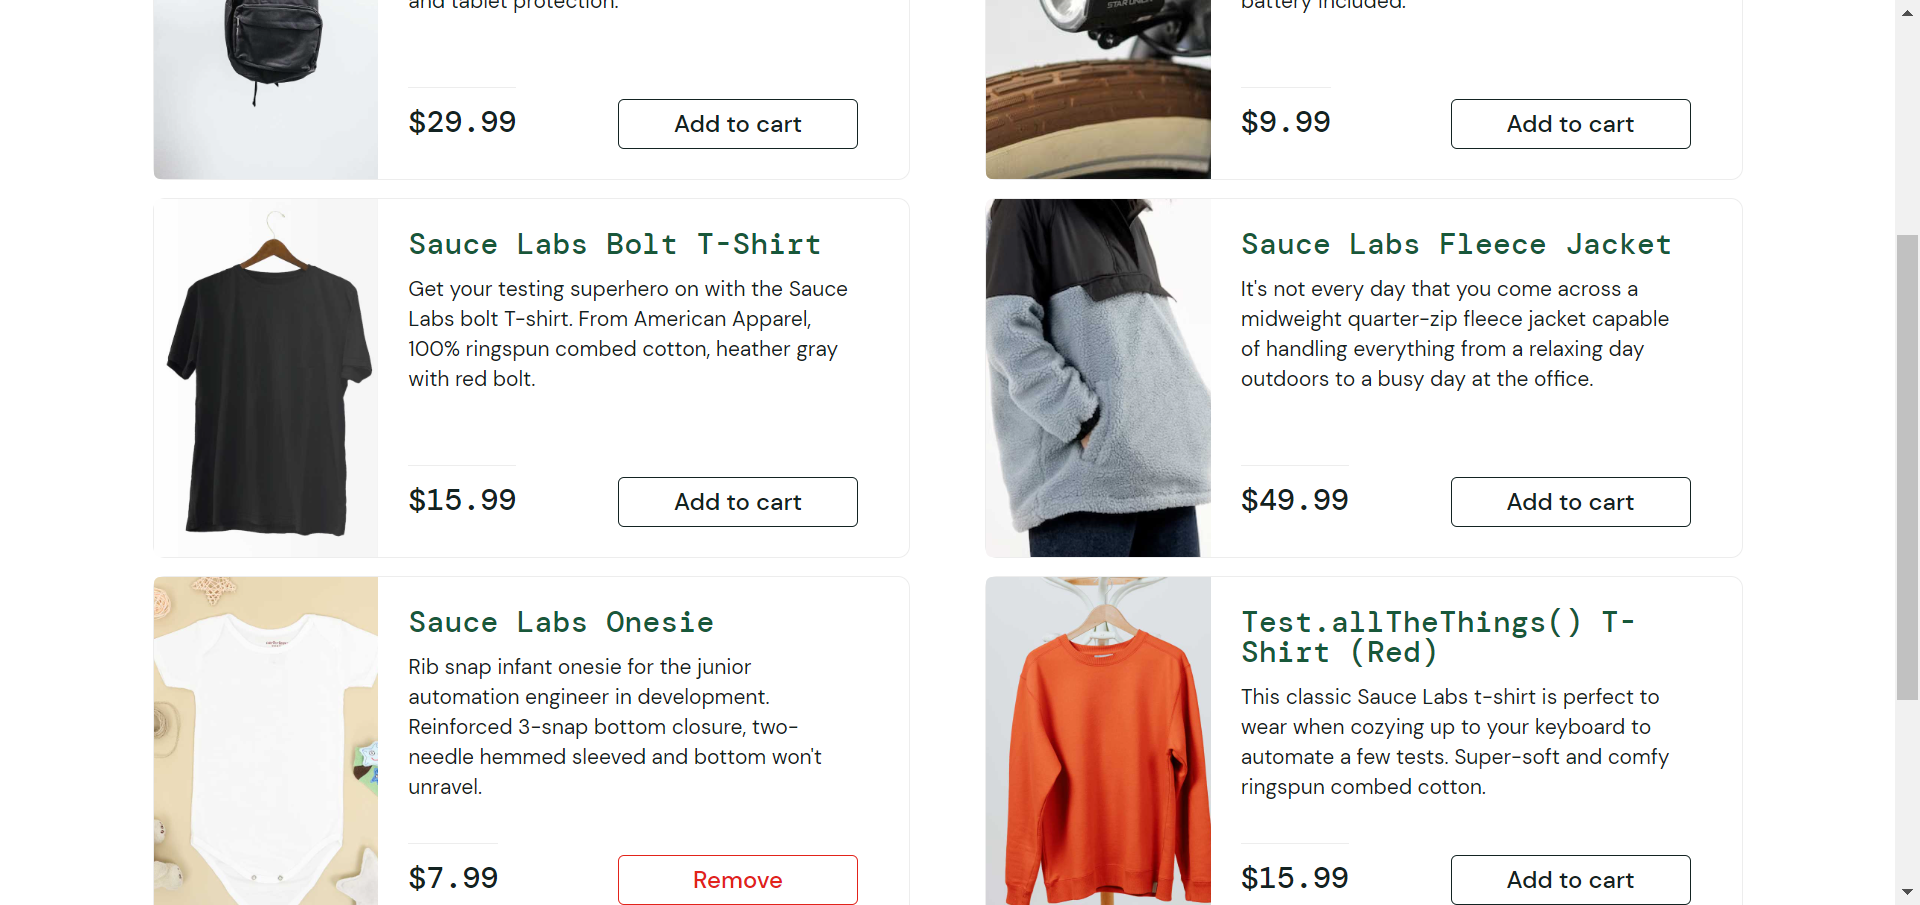 and tablet protection.
$29.99
Add to cart
STAR UNION
battery included.
$9.99
Add to cart
Sauce Labs Bolt T-Shirt
Get your testing superhero on with the Sauce
Labs bolt T-shirt. From American Apparel,
100% ringspun combed cotton, heather gray
with red bolt.
$15.99
Add to cart
Sauce Labs Fleece Jacket
It's not every day that you come across a
midweight quarter-zip fleece jacket capable
of handling everything from a relaxing day
outdoors to a busy day at the office.
$49.99
Add to cart
Sauce Labs Onesie
Rib snap infant onesie for the junior
automation engineer in development.
Reinforced 3-snap bottom closure, two-
needle hemmed sleeved and bottom won't
unravel.
$7.99
Remove
Test.allTheThings() T-
Shirt (Red)
This classic Sauce Labs t-shirt is perfect to
wear when cozying up to your keyboard to
automate a few tests. Super-soft and comfy
ringspun combed cotton.
$15.99
Add to cart